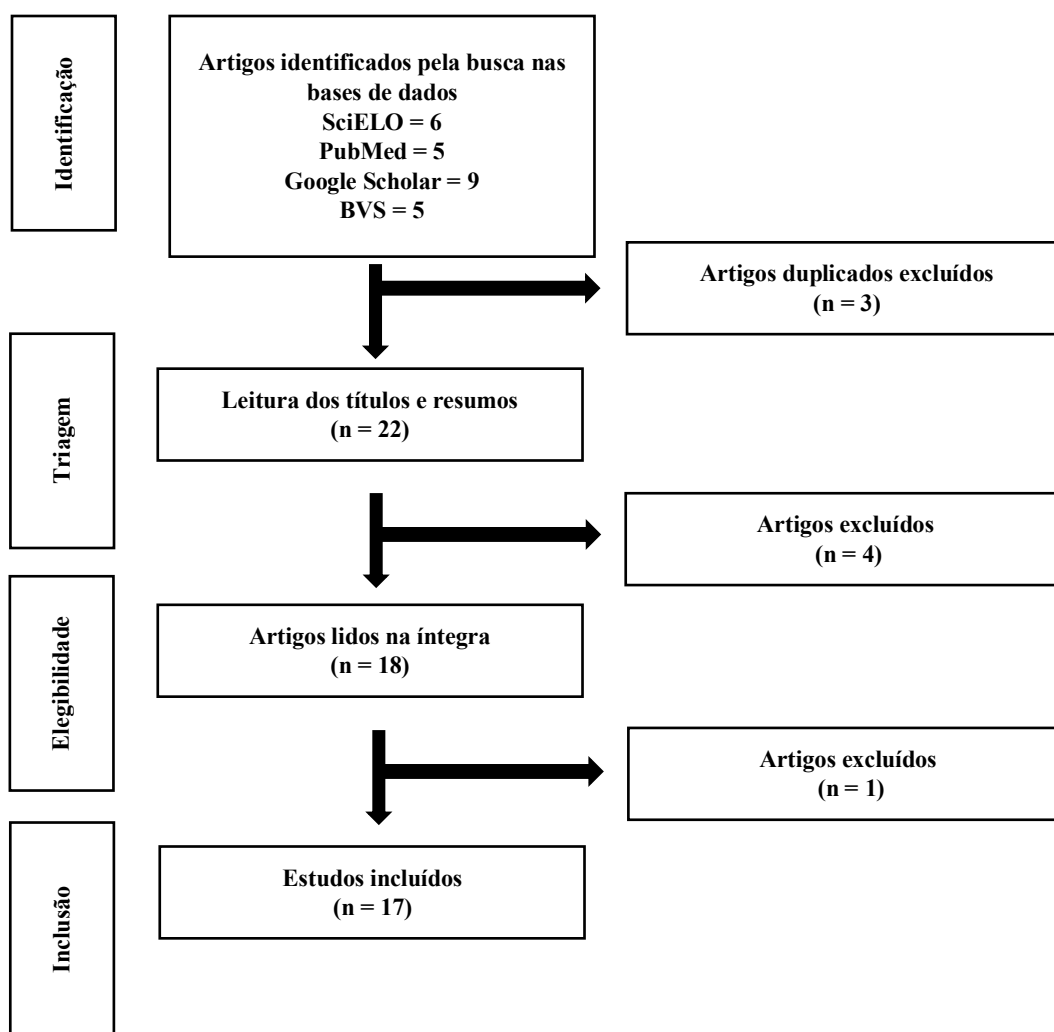 Identificação
Artigos identificados pela busca nas
bases de dados
SciELO = 6
PubMed = 5
Google Scholar = 9
BVS = 5
Artigos duplicados excluídos
(n = 3)
Triagem
Leitura dos títulos e resumos
(n = 22)
Artigos excluídos
(n = 4)
Elegibilidade
Artigos lidos na íntegra
(n = 18)
Artigos excluídos
(n = 1)
Inclusão
Estudos incluídos
(n = 17)